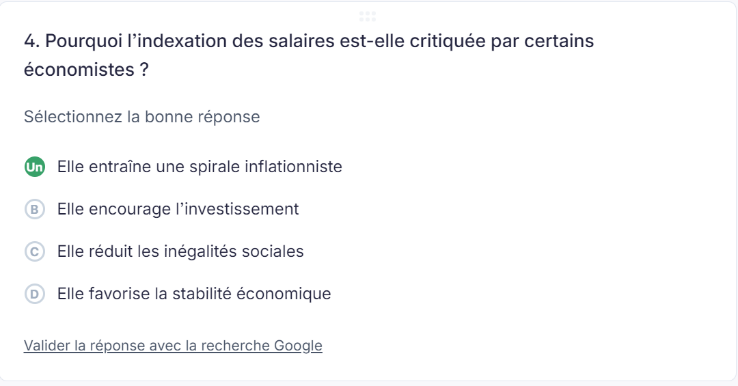 4. Pourquoi l’indexation des salaires est-elle critiquée par certains
économistes ?
Sélectionnez la bonne réponse
Un Elle entraîne une spirale inflationniste
B Elle encourage l’investissement
C Elle réduit les inégalités sociales
D Elle favorise la stabilité économique
Valider la réponse avec la recherche Google